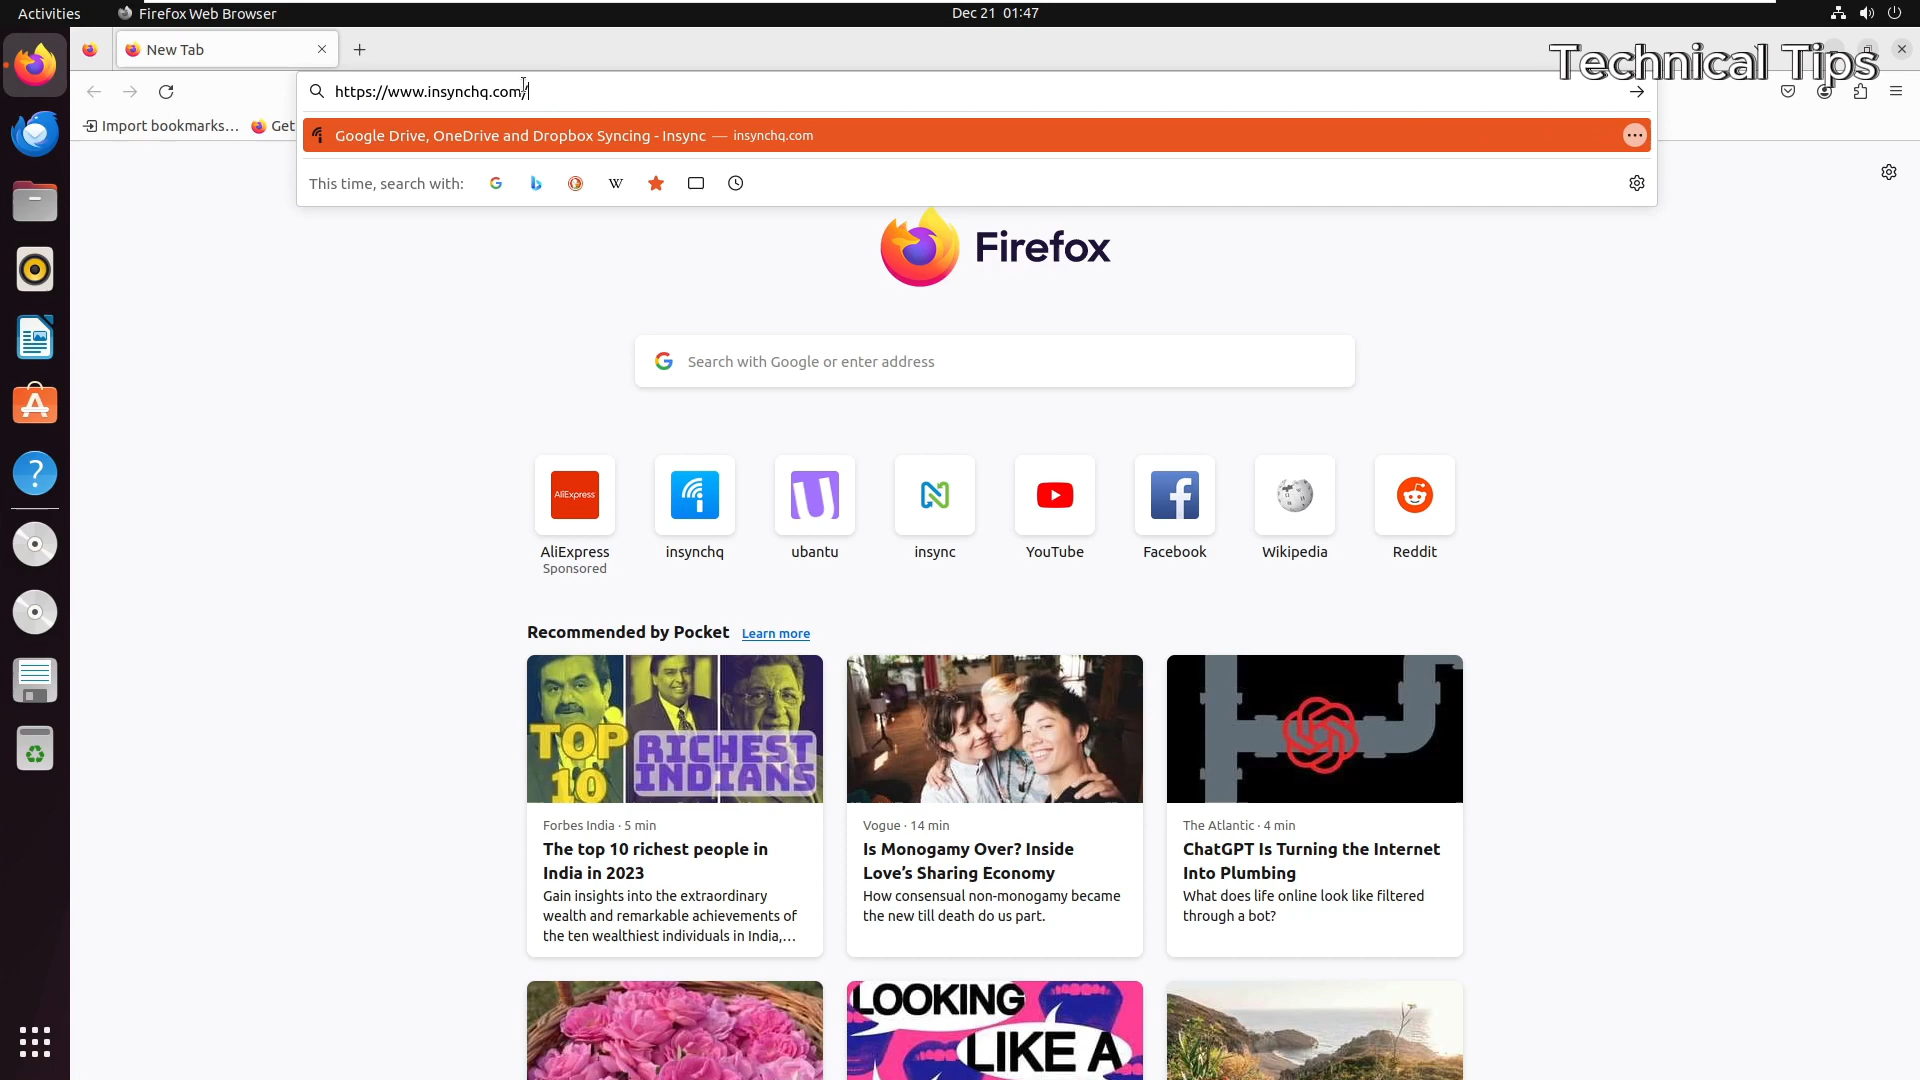 Activities Firefox Web Browser Dec 21 01:47
New Tab
Technical Tips
https://www.insynchq.com/
Import bookmarks... Get
Google Drive, OneDrive and Dropbox Syncing - Insync — insynchq.com
This time, search with:
Firefox
Search with Google or enter address
AliExpress
AliExpress insynchq ubantu insync YouTube Facebook Wikipedia Reddit
Sponsored
Recommended by Pocket Learn more
TOP 10 RICHEST INDIANS
Forbes India · 5 min
The top 10 richest people in
India in 2023
Gain insights into the extraordinary
wealth and remarkable achievements of
the ten wealthiest individuals in India,...
Vogue · 14 min
Is Monogamy Over? Inside
Love's Sharing Economy
How consensual non-monogamy became
the new till death do us part.
The Atlantic · 4 min
ChatGPT Is Turning the Internet
Into Plumbing
What does life online look like filtered
through a bot?
LOOKING
LIKE A